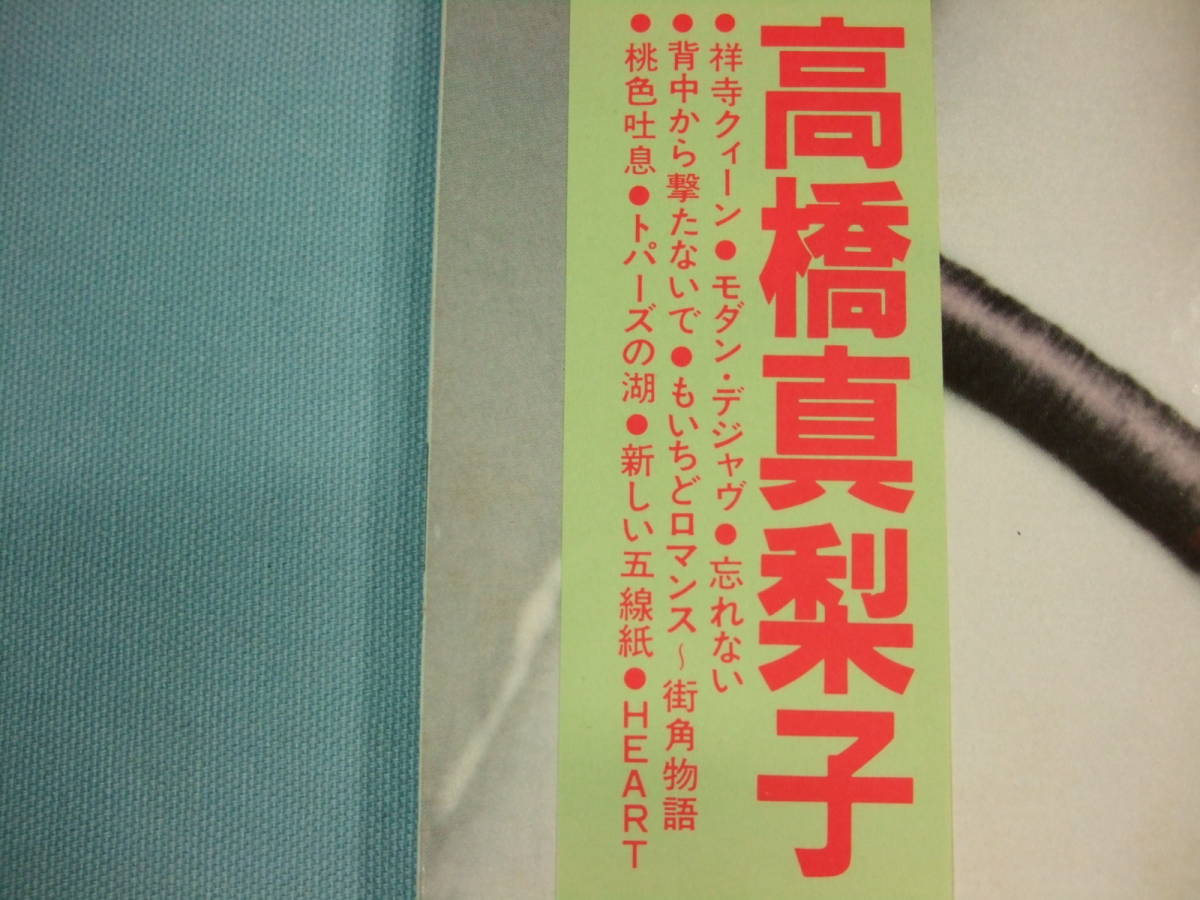 高橋真梨子
●祥寺クィーン●モダン・デジャヴ●忘れない
●背中から撃たないで●もいちどロマンス〜街角物語
●桃色吐息●トパーズの湖●新しい五線紙●HEART